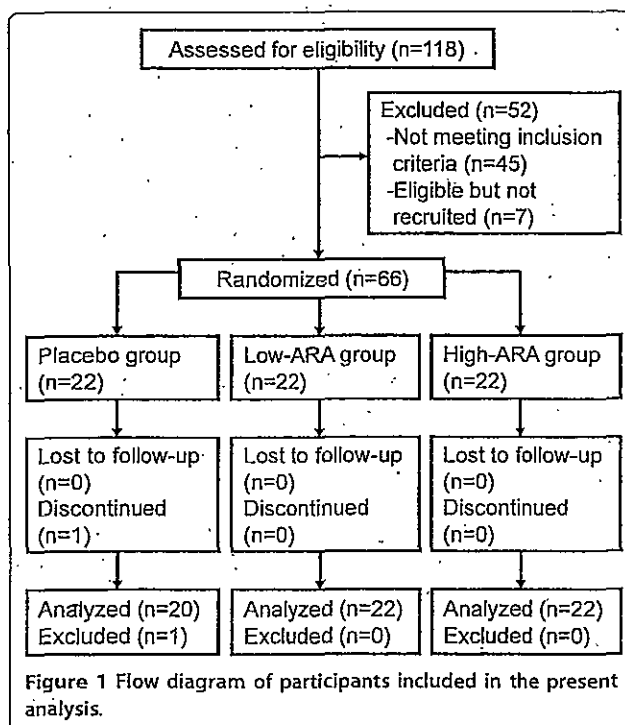 Assessed for eligibility (n=118)
Excluded (n=52)
-Not meeting inclusion
criteria (n=45)
-Eligible but not
recruited (n=7)
Randomized (n=66)
Placebo group
(n=22)
Low-ARA group
(n=22)
High-ARA group
(n=22)
Lost to follow-up
(n=0)
Discontinued
(n=1)
Lost to follow-up
(n=0)
Discontinued
(n=0)
Lost to follow-up
(n=0)
Discontinued
(n=0)
Analyzed (n=20)
Excluded (n=1)
Analyzed (n=22)
Excluded (n=0)
Analyzed (n=22)
Excluded (n=0)
Figure 1 Flow diagram of participants included in the present
analysis.